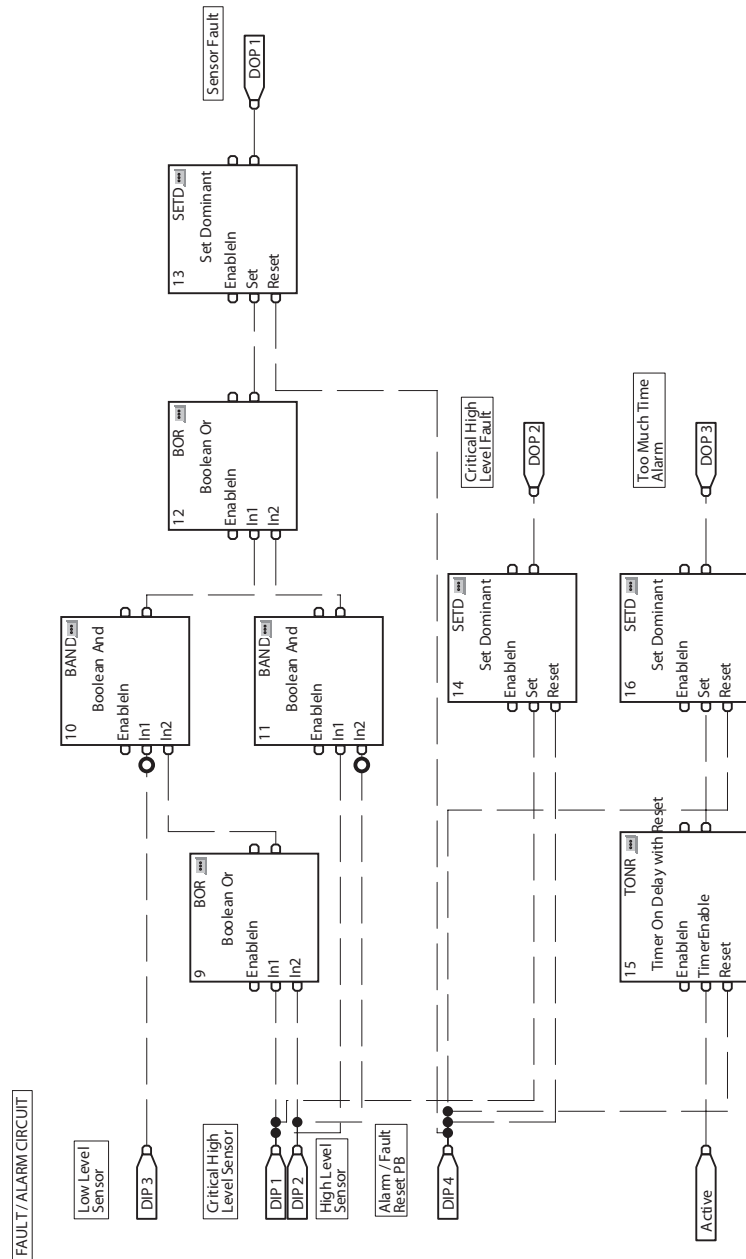 FAULT / ALARM CIRCUIT
Low Level
Sensor
DIP 3
Critical High
Level Sensor
DIP 1
DIP 2
High Level
Sensor
Alarm / Fault
Reset PB
DIP 4
Active
9
BOR
Boolean Or
EnableIn
In1
In2
10
BAND
Boolean And
EnableIn
In1
In2
11
BAND
Boolean And
EnableIn
In1
In2
12
BOR
Boolean Or
EnableIn
In1
In2
13
SETD
Set Dominant
EnableIn
Set
Reset
Sensor Fault
DOP 1
14
SETD
Set Dominant
EnableIn
Set
Reset
Critical High
Level Fault
DOP 2
15
TONR
Timer On Delay with Reset
EnableIn
TimerEnable
Reset
16
SETD
Set Dominant
EnableIn
Set
Reset
Too Much Time
Alarm
DOP 3